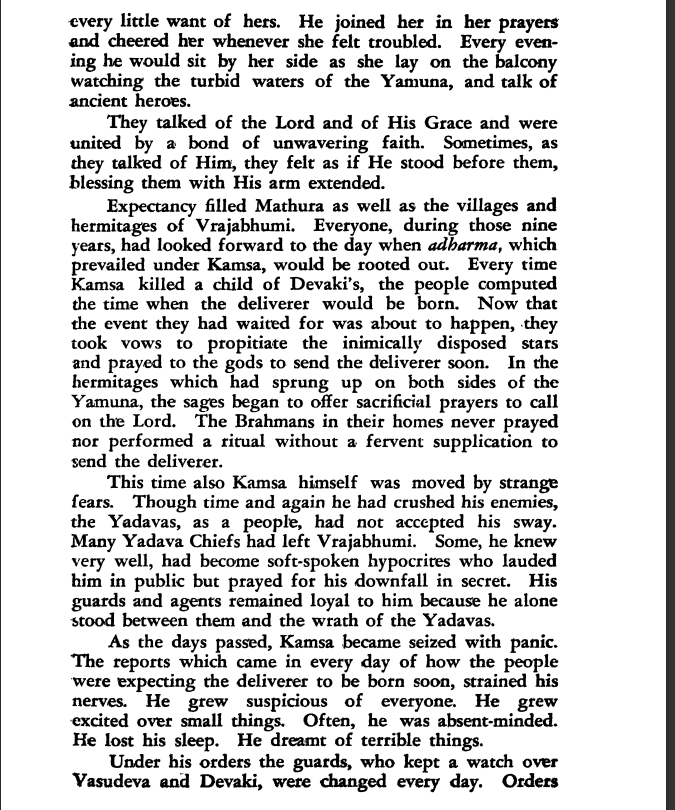 every little want of hers. He joined her in her prayers
and cheered her whenever she felt troubled. Every even-
ing he would sit by her side as she lay on the balcony
watching the turbid waters of the Yamuna, and talk of
ancient heroes.
They talked of the Lord and of His Grace and were
united by a bond of unwavering faith. Sometimes, as
they talked of Him, they felt as if He stood before them,
blessing them with His arm extended.
Expectancy filled Mathura as well as the villages and
hermitages of Vrajabhumi. Everyone, during those nine
years, had looked forward to the day when adharma, which
prevailed under Kamsa, would be rooted out. Every time
Kamsa killed a child of Devaki's, the people computed
the time when the deliverer would be born. Now that
the event they had waited for was about to happen, they
took vows to propitiate the inimically disposed stars
and prayed to the gods to send the deliverer soon. In the
hermitages which had sprung up on both sides of the
Yamuna, the sages began to offer sacrificial prayers to call
on the Lord. The Brahmans in their homes never prayed
nor performed a ritual without a fervent supplication to
send the deliverer.
This time also Kamsa himself was moved by strange
fears. Though time and again he had crushed his enemies,
the Yadavas, as a people, had not accepted his sway.
Many Yadava Chiefs had left Vrajabhumi. Some, he knew
very well, had become soft-spoken hypocrites who lauded
him in public but prayed for his downfall in secret. His
guards and agents remained loyal to him because he alone
stood between them and the wrath of the Yadavas.
As the days passed, Kamsa became seized with panic.
The reports which came in every day of how the people
were expecting the deliverer to be born soon, strained his
nerves. He grew suspicious of everyone. He grew
excited over small things. Often, he was absent-minded.
He lost his sleep. He dreamt of terrible things.
Under his orders the guards, who kept a watch over
Vasudeva and Devaki, were changed every day. Orders